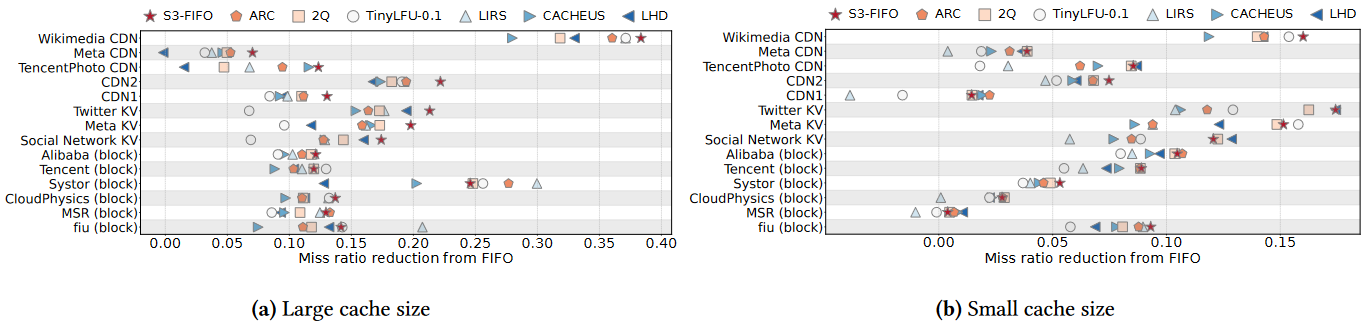 S3-FIFO ARC 2Q TinyLFU-0.1 LIRS CACHEUS LHD
Wikimedia CDN
Meta CDN
TencentPhoto CDN
CDN2
CDN1
Twitter KV
Meta KV
Social Network KV
Alibaba (block)
Tencent (block)
Systor (block)
CloudPhysics (block)
MSR (block)
fiu (block)
0.00 0.05 0.10 0.15 0.20 0.25 0.30 0.35 0.40
Miss ratio reduction from FIFO
(a) Large cache size
S3-FIFO ARC 2Q TinyLFU-0.1 LIRS CACHEUS LHD
Wikimedia CDN
Meta CDN
TencentPhoto CDN
CDN2
CDN1
Twitter KV
Meta KV
Social Network KV
Alibaba (block)
Tencent (block)
Systor (block)
CloudPhysics (block)
MSR (block)
fiu (block)
0.00 0.05 0.10 0.15
Miss ratio reduction from FIFO
(b) Small cache size